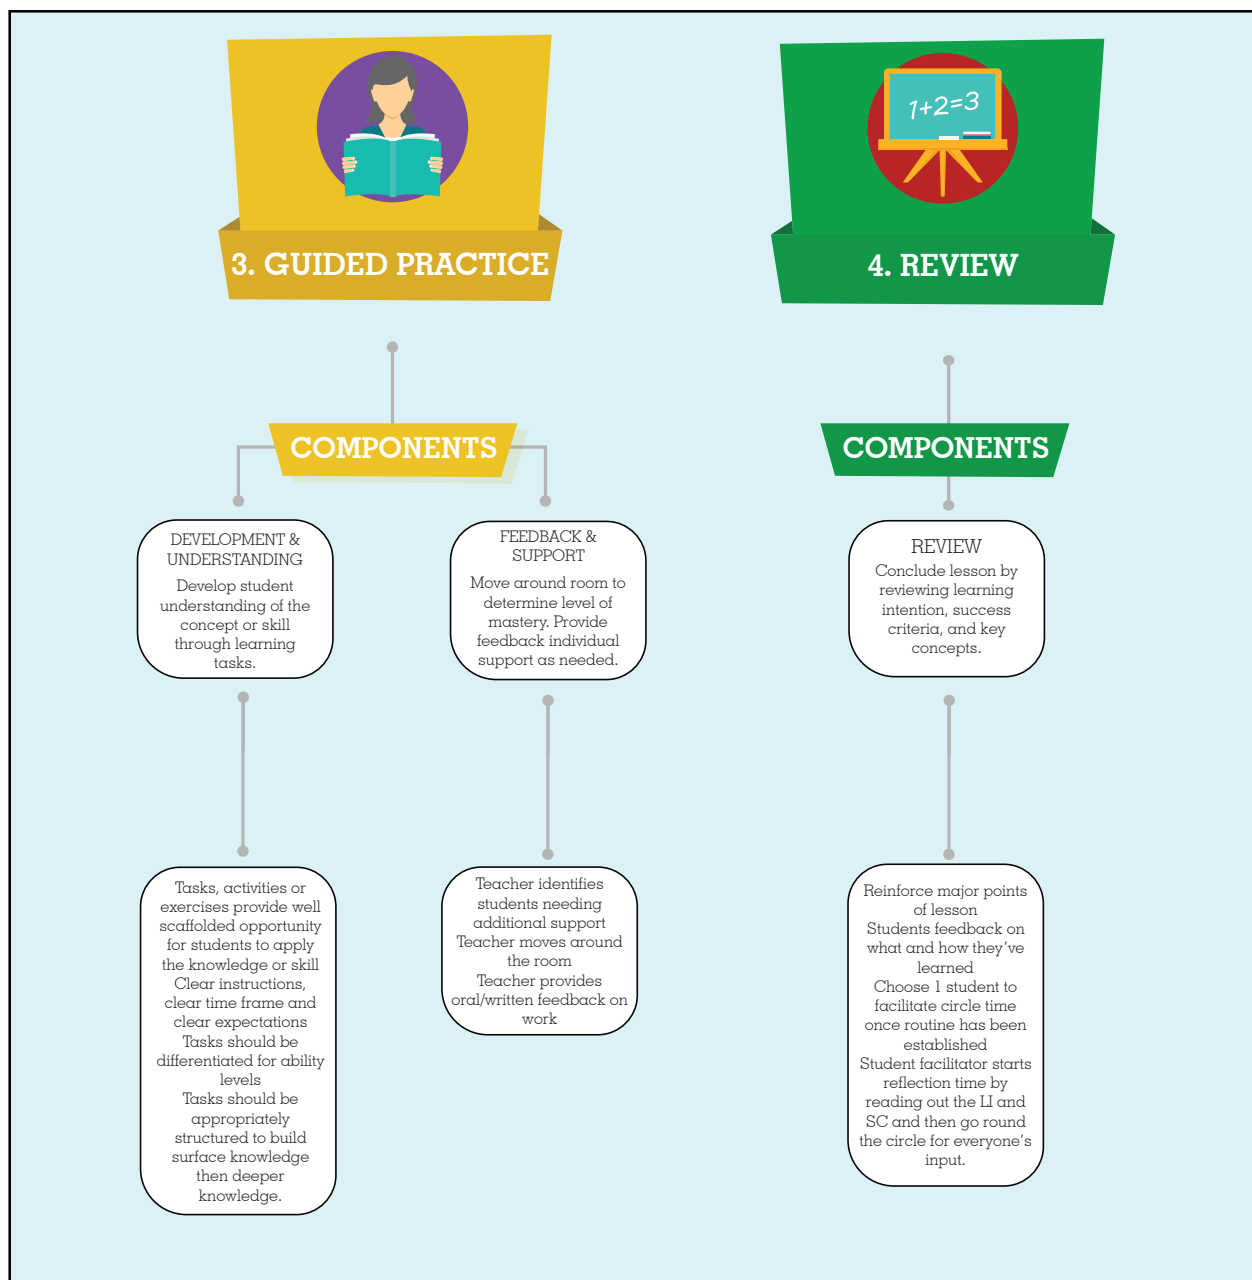 3. GUIDED PRACTICE
COMPONENTS
DEVELOPMENT &
UNDERSTANDING
Develop student
understanding of the
concept or skill
through learning
tasks.
FEEDBACK &
SUPPORT
Move around room to
determine level of
mastery. Provide
feedback individual
support as needed.
Tasks, activities or
exercises provide well
scaffolded opportunity
for students to apply
the knowledge or skill
Clear instructions,
clear time frame and
clear expectations
Tasks should be
differentiated for ability
levels
Tasks should be
appropriately
structured to build
surface knowledge
then deeper
knowledge.
Teacher identifies
students needing
additional support
Teacher moves around
the room
Teacher provides
oral/written feedback on
work
1+2=3
4. REVIEW
COMPONENTS
REVIEW
Conclude lesson by
reviewing learning
intention, success
criteria, and key
concepts.
Reinforce major points
of lesson
Students feedback on
what and how they've
learned
Choose 1 student to
facilitate circle time
once routine has been
established
Student facilitator starts
reflection time by
reading out the LI and
SC and then go round
the circle for everyone's
input.